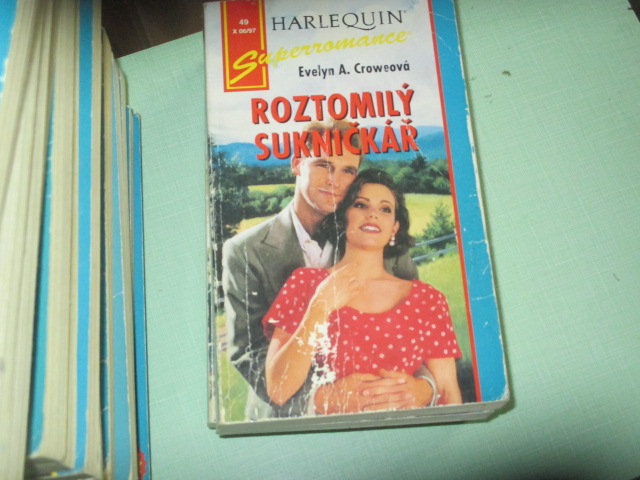 49
X 06/97
HARLEQUIN®
Superromance
Evelyn A. Croweová
ROZTOMILÝ
SUKNIČKÁŘ